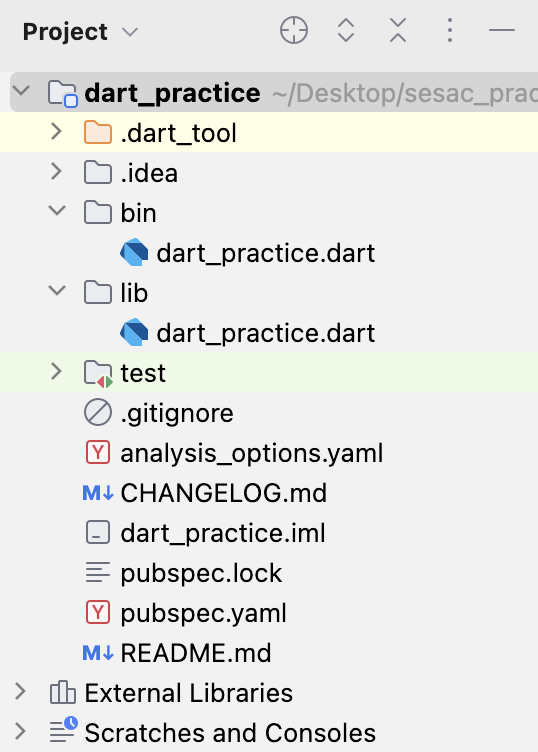 Project
dart_practice ~/Desktop/sesac_prac
.dart_tool
.idea
bin
dart_practice.dart
lib
dart_practice.dart
test
.gitignore
Y analysis_options.yaml
M↓ CHANGELOG.md
dart_practice.iml
pubspec.lock
Y pubspec.yaml
M↓ README.md
External Libraries
Scratches and Consoles